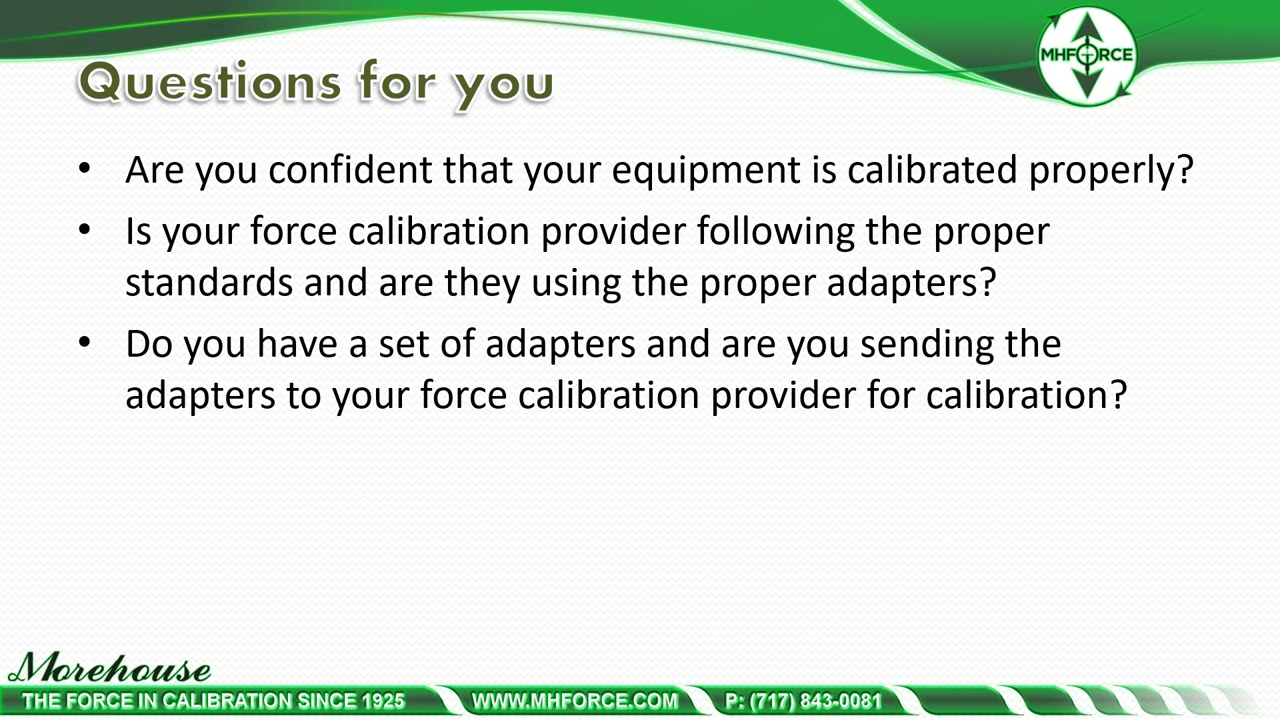 MHFORCE
Questions for you
• Are you confident that your equipment is calibrated properly?
• Is your force calibration provider following the proper
standards and are they using the proper adapters?
• Do you have a set of adapters and are you sending the
adapters to your force calibration provider for calibration?
Morehouse
THE FORCE IN CALIBRATION SINCE 1925 WWW.MHFORCE.COM P: (717) 843-0081